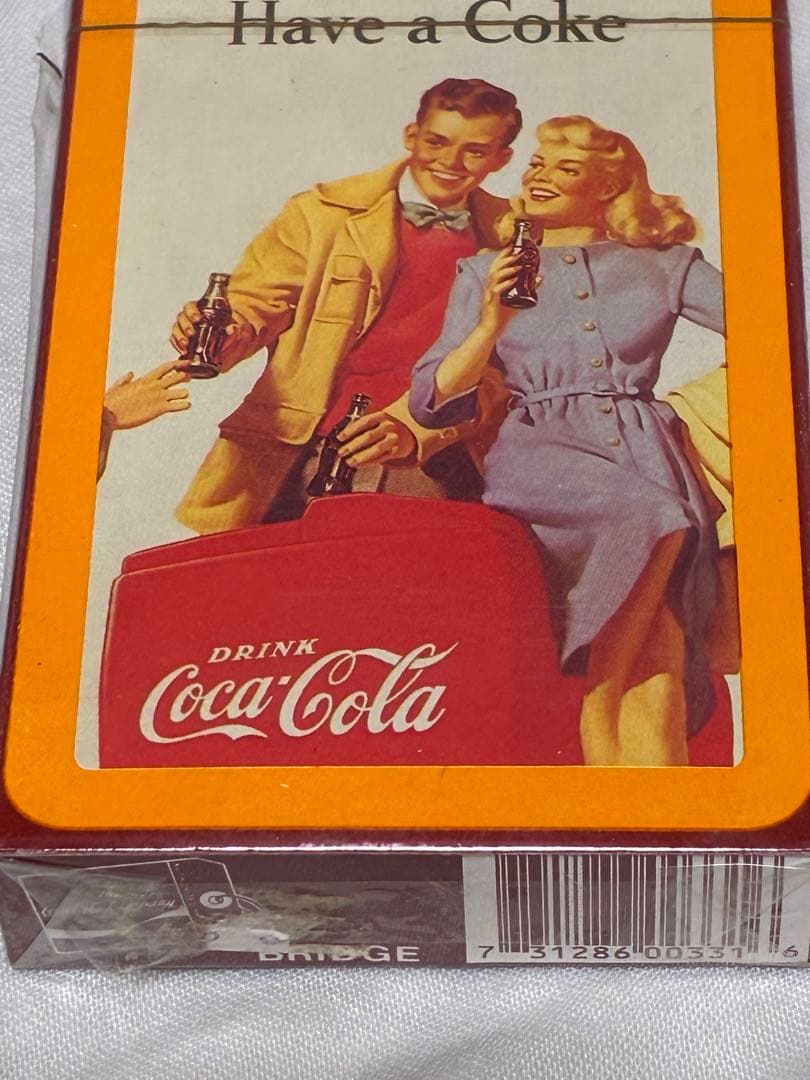 Have a Coke
DRINK
Coca-Cola
BRIDGE
7 31286 00331 6